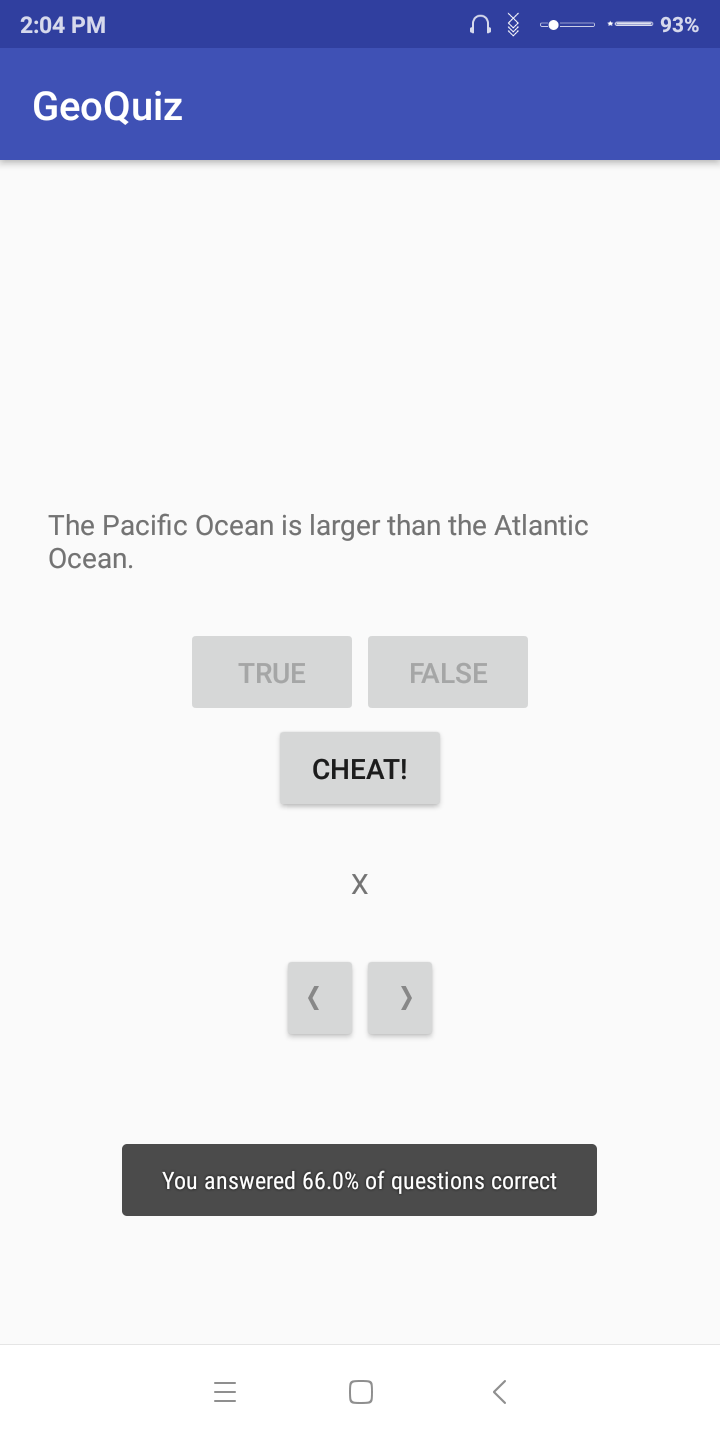 2:04 PM
93%
GeoQuiz
The Pacific Ocean is larger than the Atlantic
Ocean.
TRUE
FALSE
CHEAT!
X
You answered 66.0% of questions correct